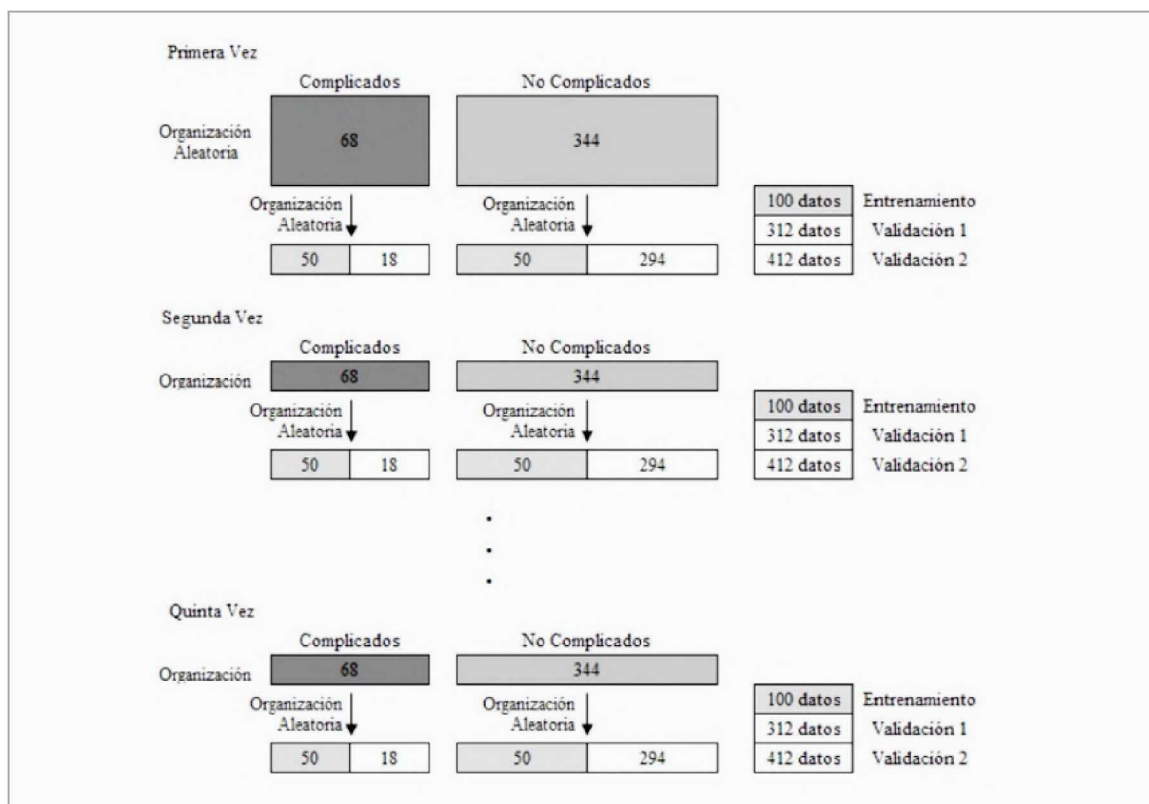 Primera Vez
Complicados
No Complicados
Organización
Aleatoria
68
344
Organización
Aleatoria
Organización
Aleatoria
50
18
50
294
100 datos Entrenamiento
312 datos Validación 1
412 datos Validación 2
Segunda Vez
Complicados
No Complicados
Organización
68
344
Organización
Aleatoria
Organización
Aleatoria
50
18
50
294
100 datos Entrenamiento
312 datos Validación 1
412 datos Validación 2
Quinta Vez
Complicados
No Complicados
Organización
68
344
Organización
Aleatoria
Organización
Aleatoria
50
18
50
294
100 datos Entrenamiento
312 datos Validación 1
412 datos Validación 2